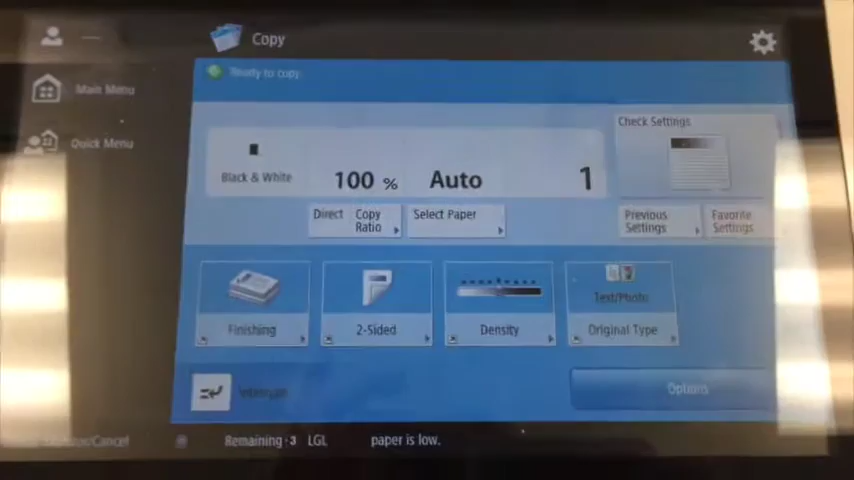 Copy
Ready to copy.
Main Menu
Quick Menu
Check Settings
Black & White
100 %
Auto
1
Direct
Copy
Ratio
Select Paper
Previous
Settings
Favorite
Settings
Text/Photo
Finishing
2-Sided
Density
Original Type
Interrupt
Options
Remaining: 3 LGL paper is low.